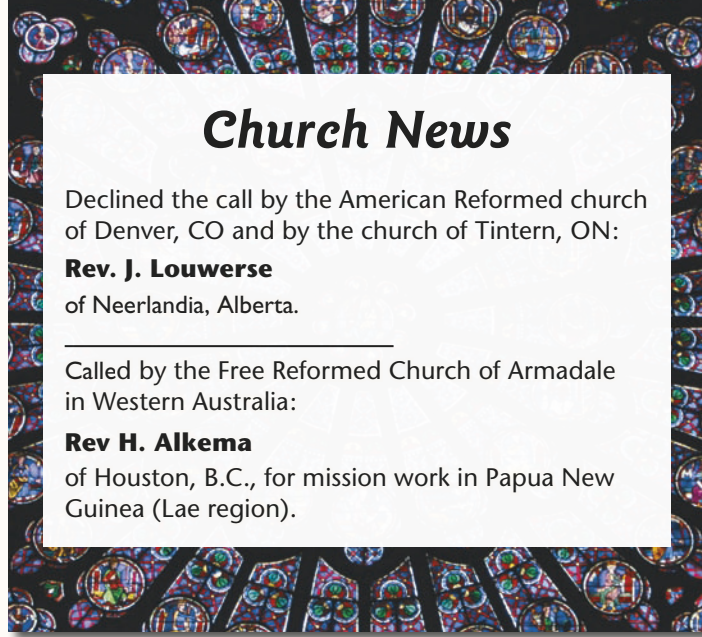 Church News
Declined the call by the American Reformed church
of Denver, CO and by the church of Tintern, ON:
Rev. J. Louwerse
of Neerlandia, Alberta.
Called by the Free Reformed Church of Armadale
in Western Australia:
Rev H. Alkema
of Houston, B.C., for mission work in Papua New
Guinea (Lae region).